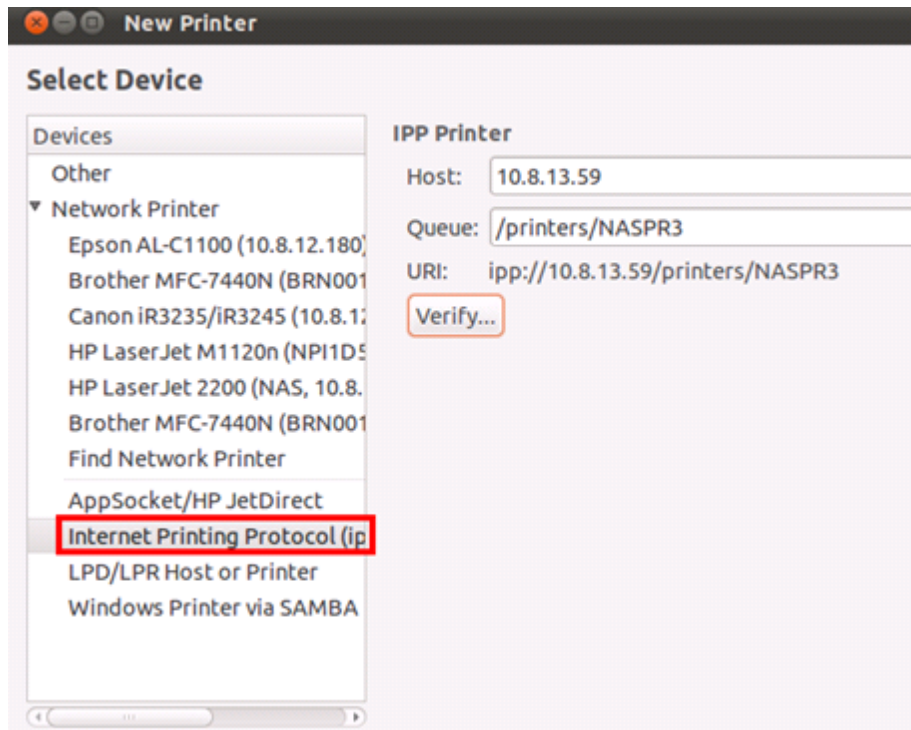 New Printer
Select Device
Devices
Other
Network Printer
Epson AL-C1100 (10.8.12.180)
Brother MFC-7440N (BRN001
Canon iR3235/iR3245 (10.8.12
HP LaserJet M1120n (NPI1D5
HP LaserJet 2200 (NAS, 10.8.
Brother MFC-7440N (BRN001
Find Network Printer
AppSocket/HP JetDirect
Internet Printing Protocol (ip
LPD/LPR Host or Printer
Windows Printer via SAMBA
IPP Printer
Host: 10.8.13.59
Queue: /printers/NASPR3
URI: ipp://10.8.13.59/printers/NASPR3
Verify...